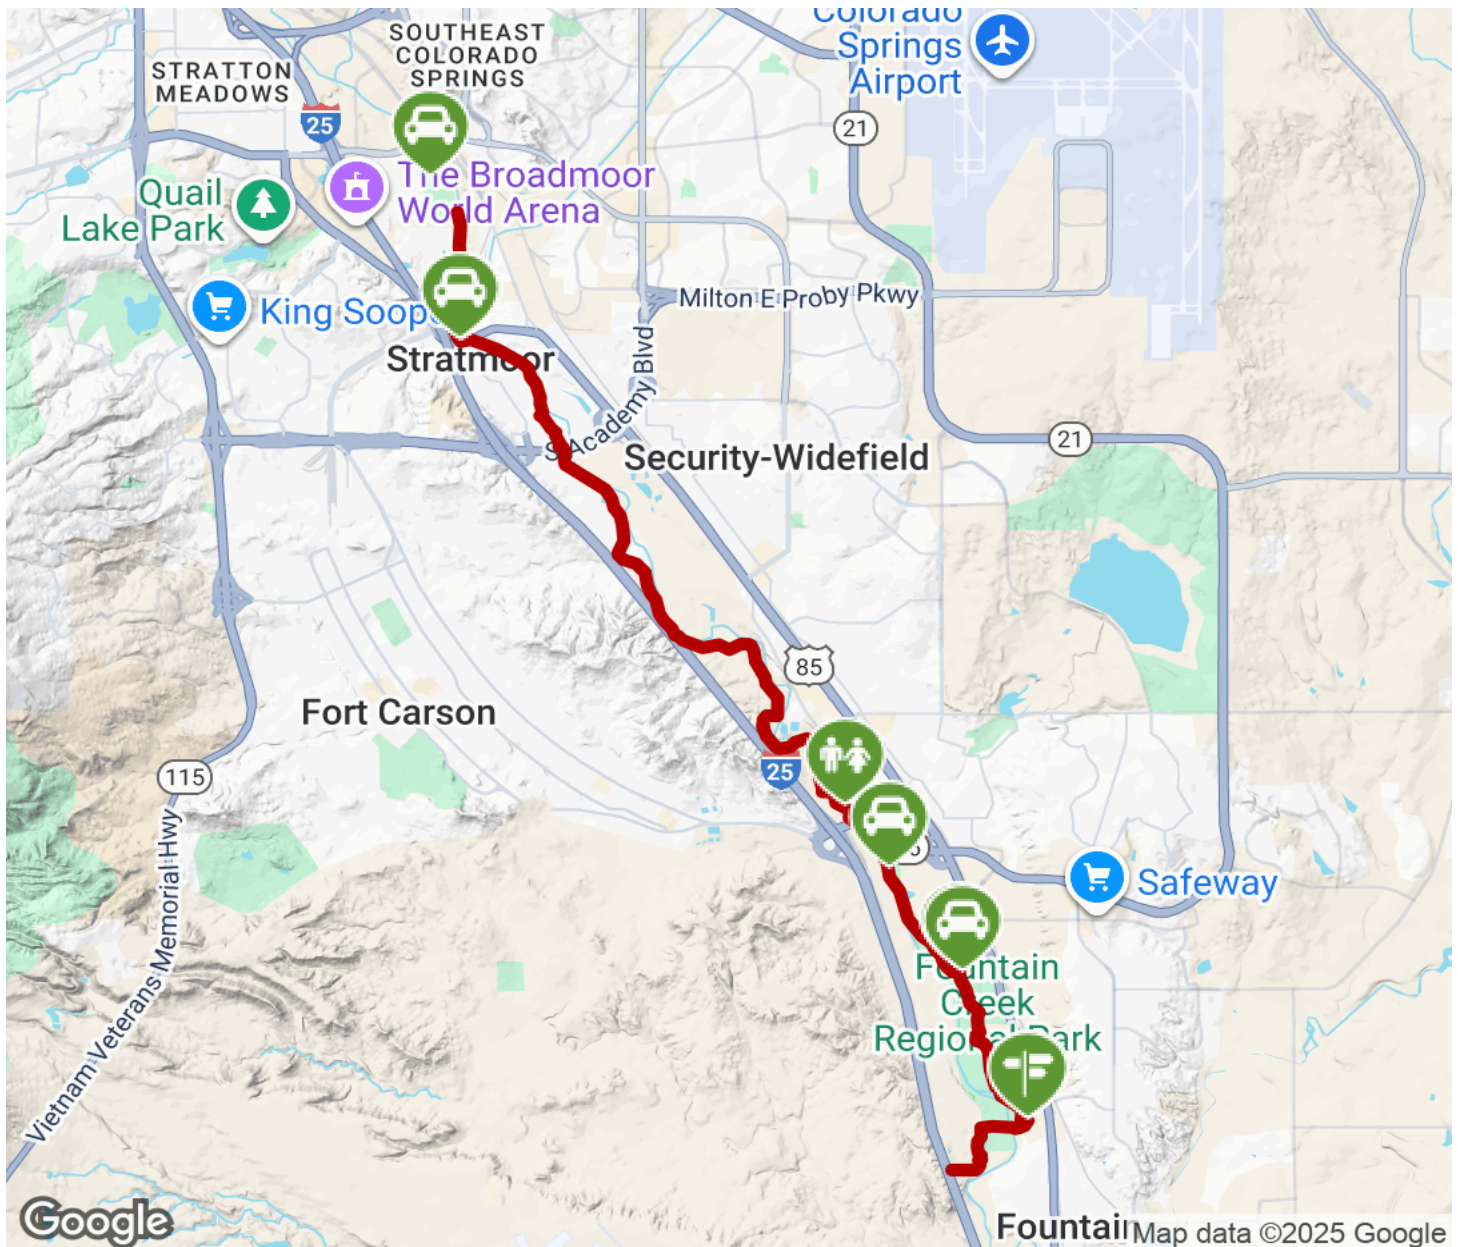 SOUTHEAST
COLORADO
SPRINGS
STRATTON
MEADOWS
Colorado
Springs
Airport
25
21
Quail
Lake Park
The Broadmoor
World Arena
King Soop
Milton E Proby Pkwy
Stratmoor
S Academy Blvd
21
Security-Widefield
85
Fort Carson
115
25
Vietnam Veterans Memorial Hwy
Safeway
Fountain
Creek
Regional Park
Fountain
Google
Map data ©2025 Google